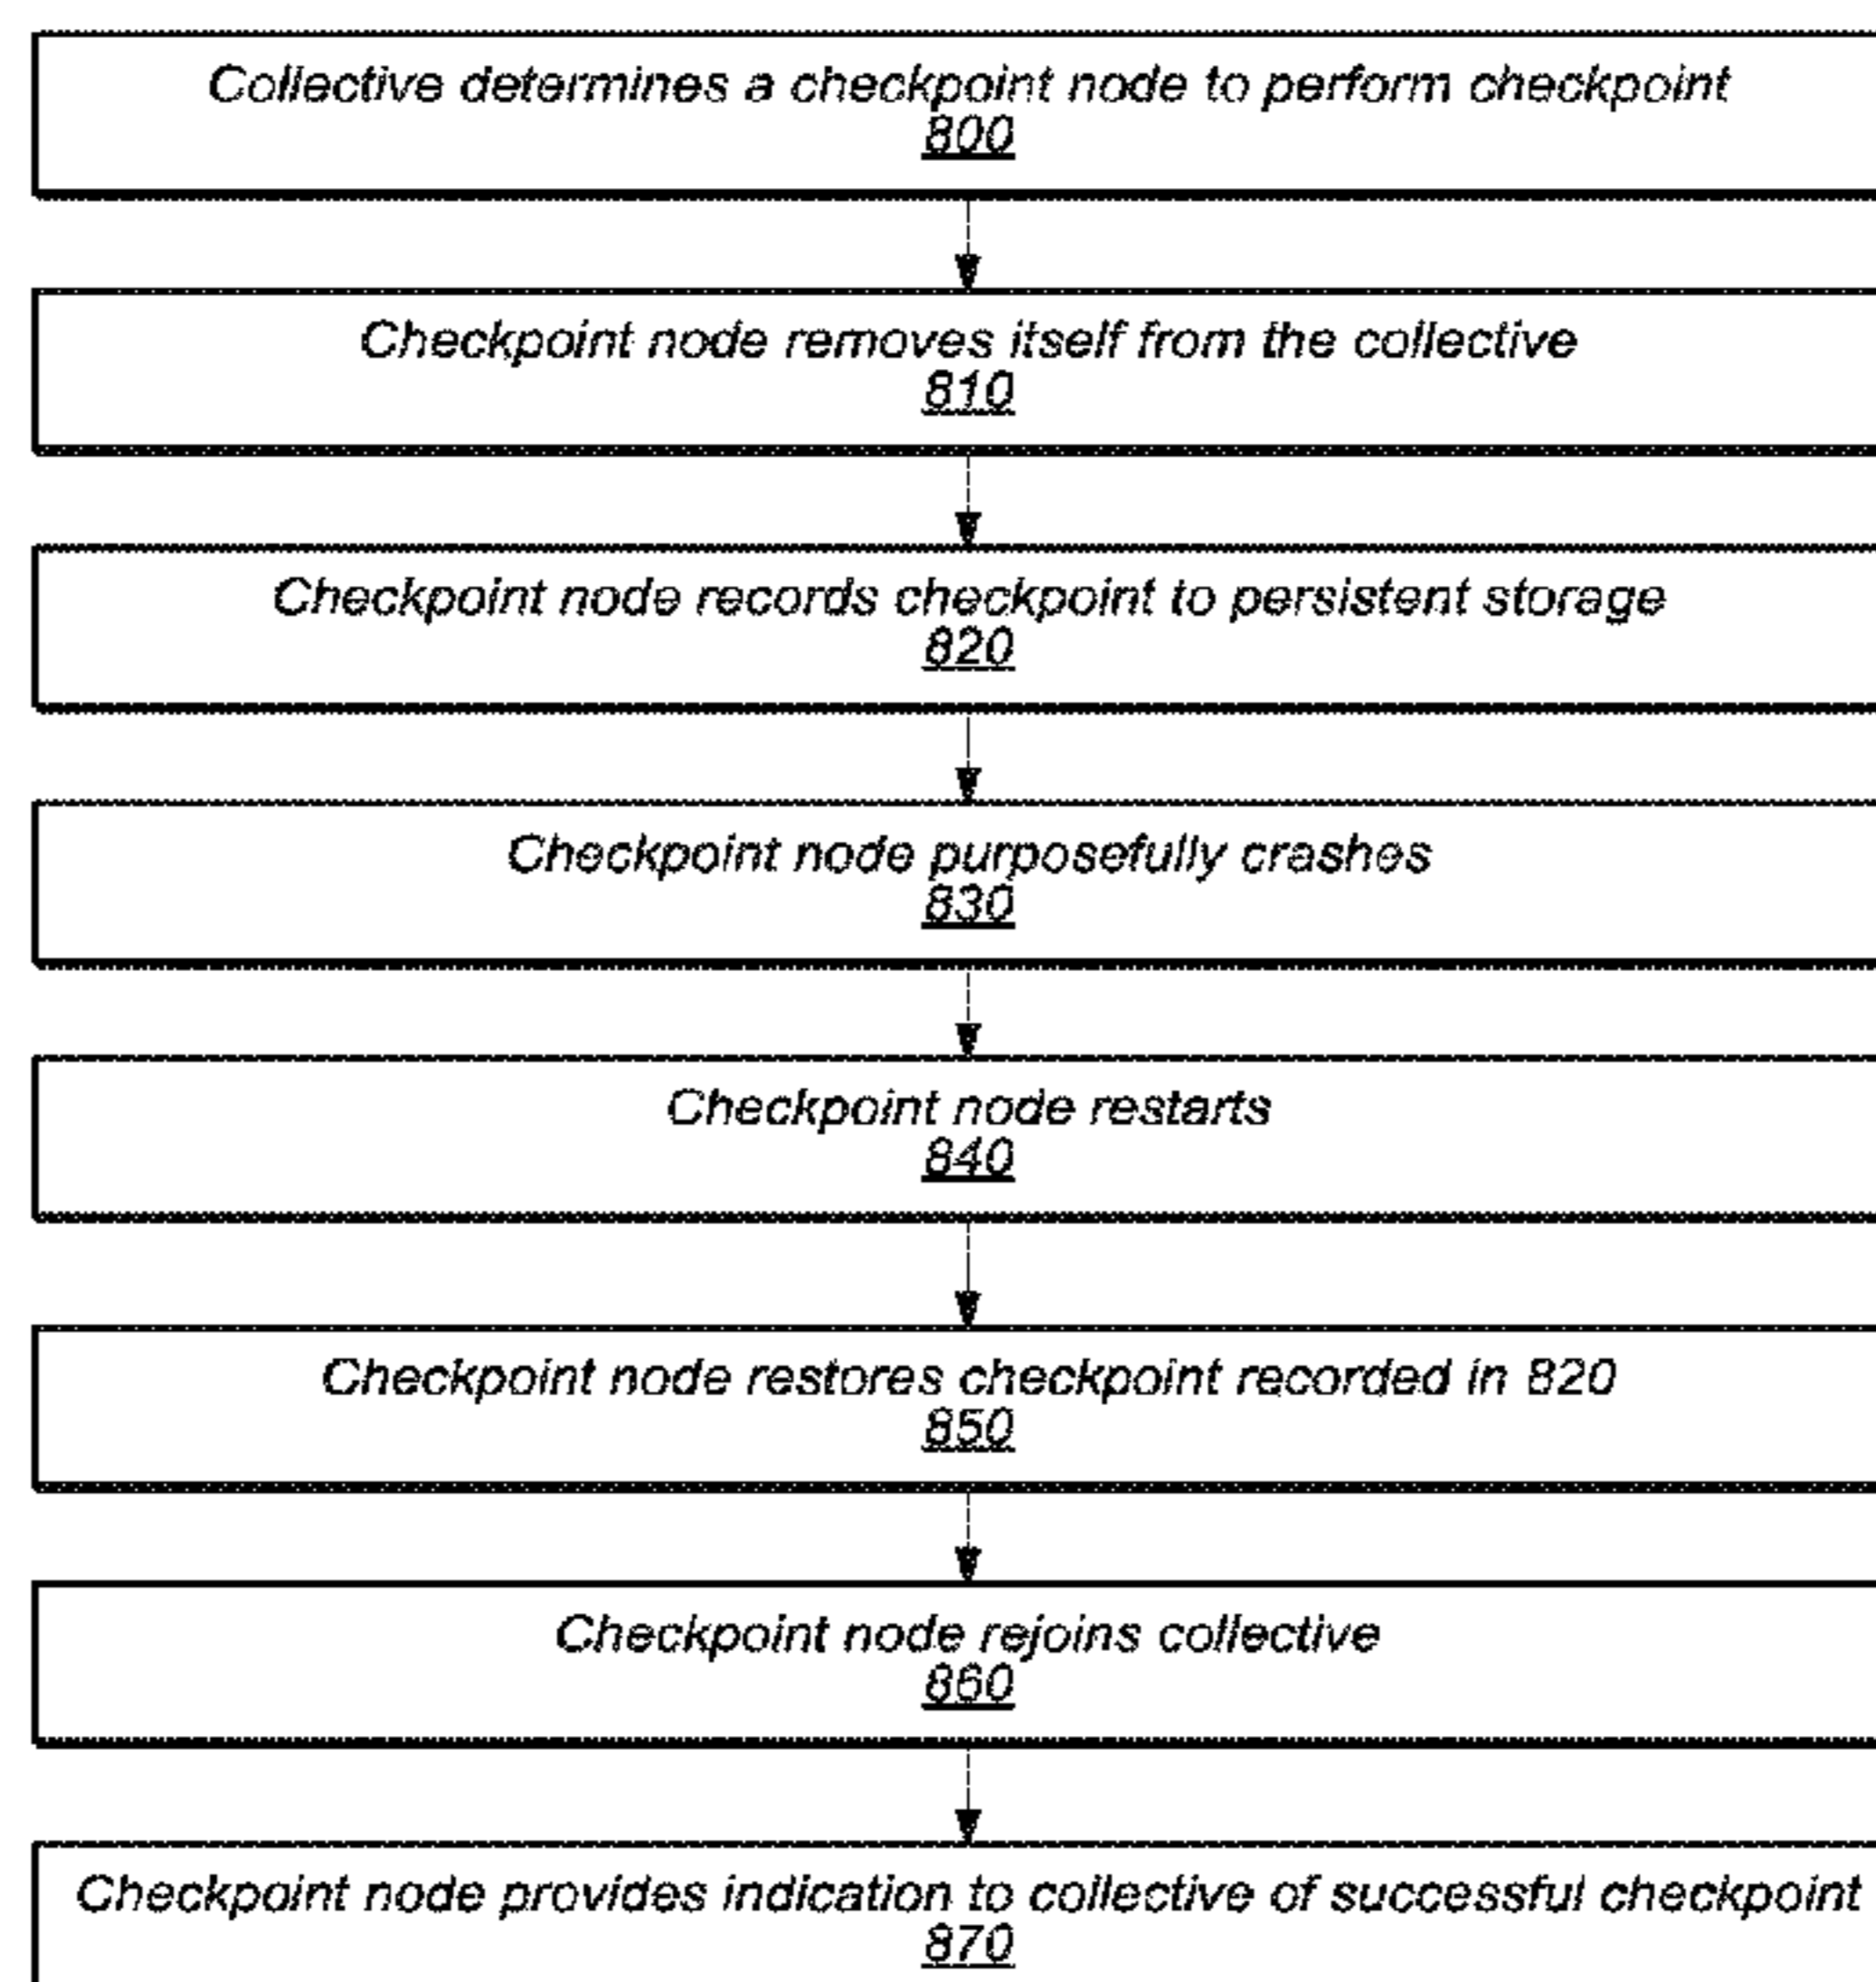 Collective determines a checkpoint node to perform checkpoint
800
Checkpoint node removes itself from the collective
810
Checkpoint node records checkpoint to persistent storage
820
Checkpoint node purposefully crashes
830
Checkpoint node restarts
840
Checkpoint node restores checkpoint recorded in 820
850
Checkpoint node rejoins collective
860
Checkpoint node provides indication to collective of successful checkpoint
870